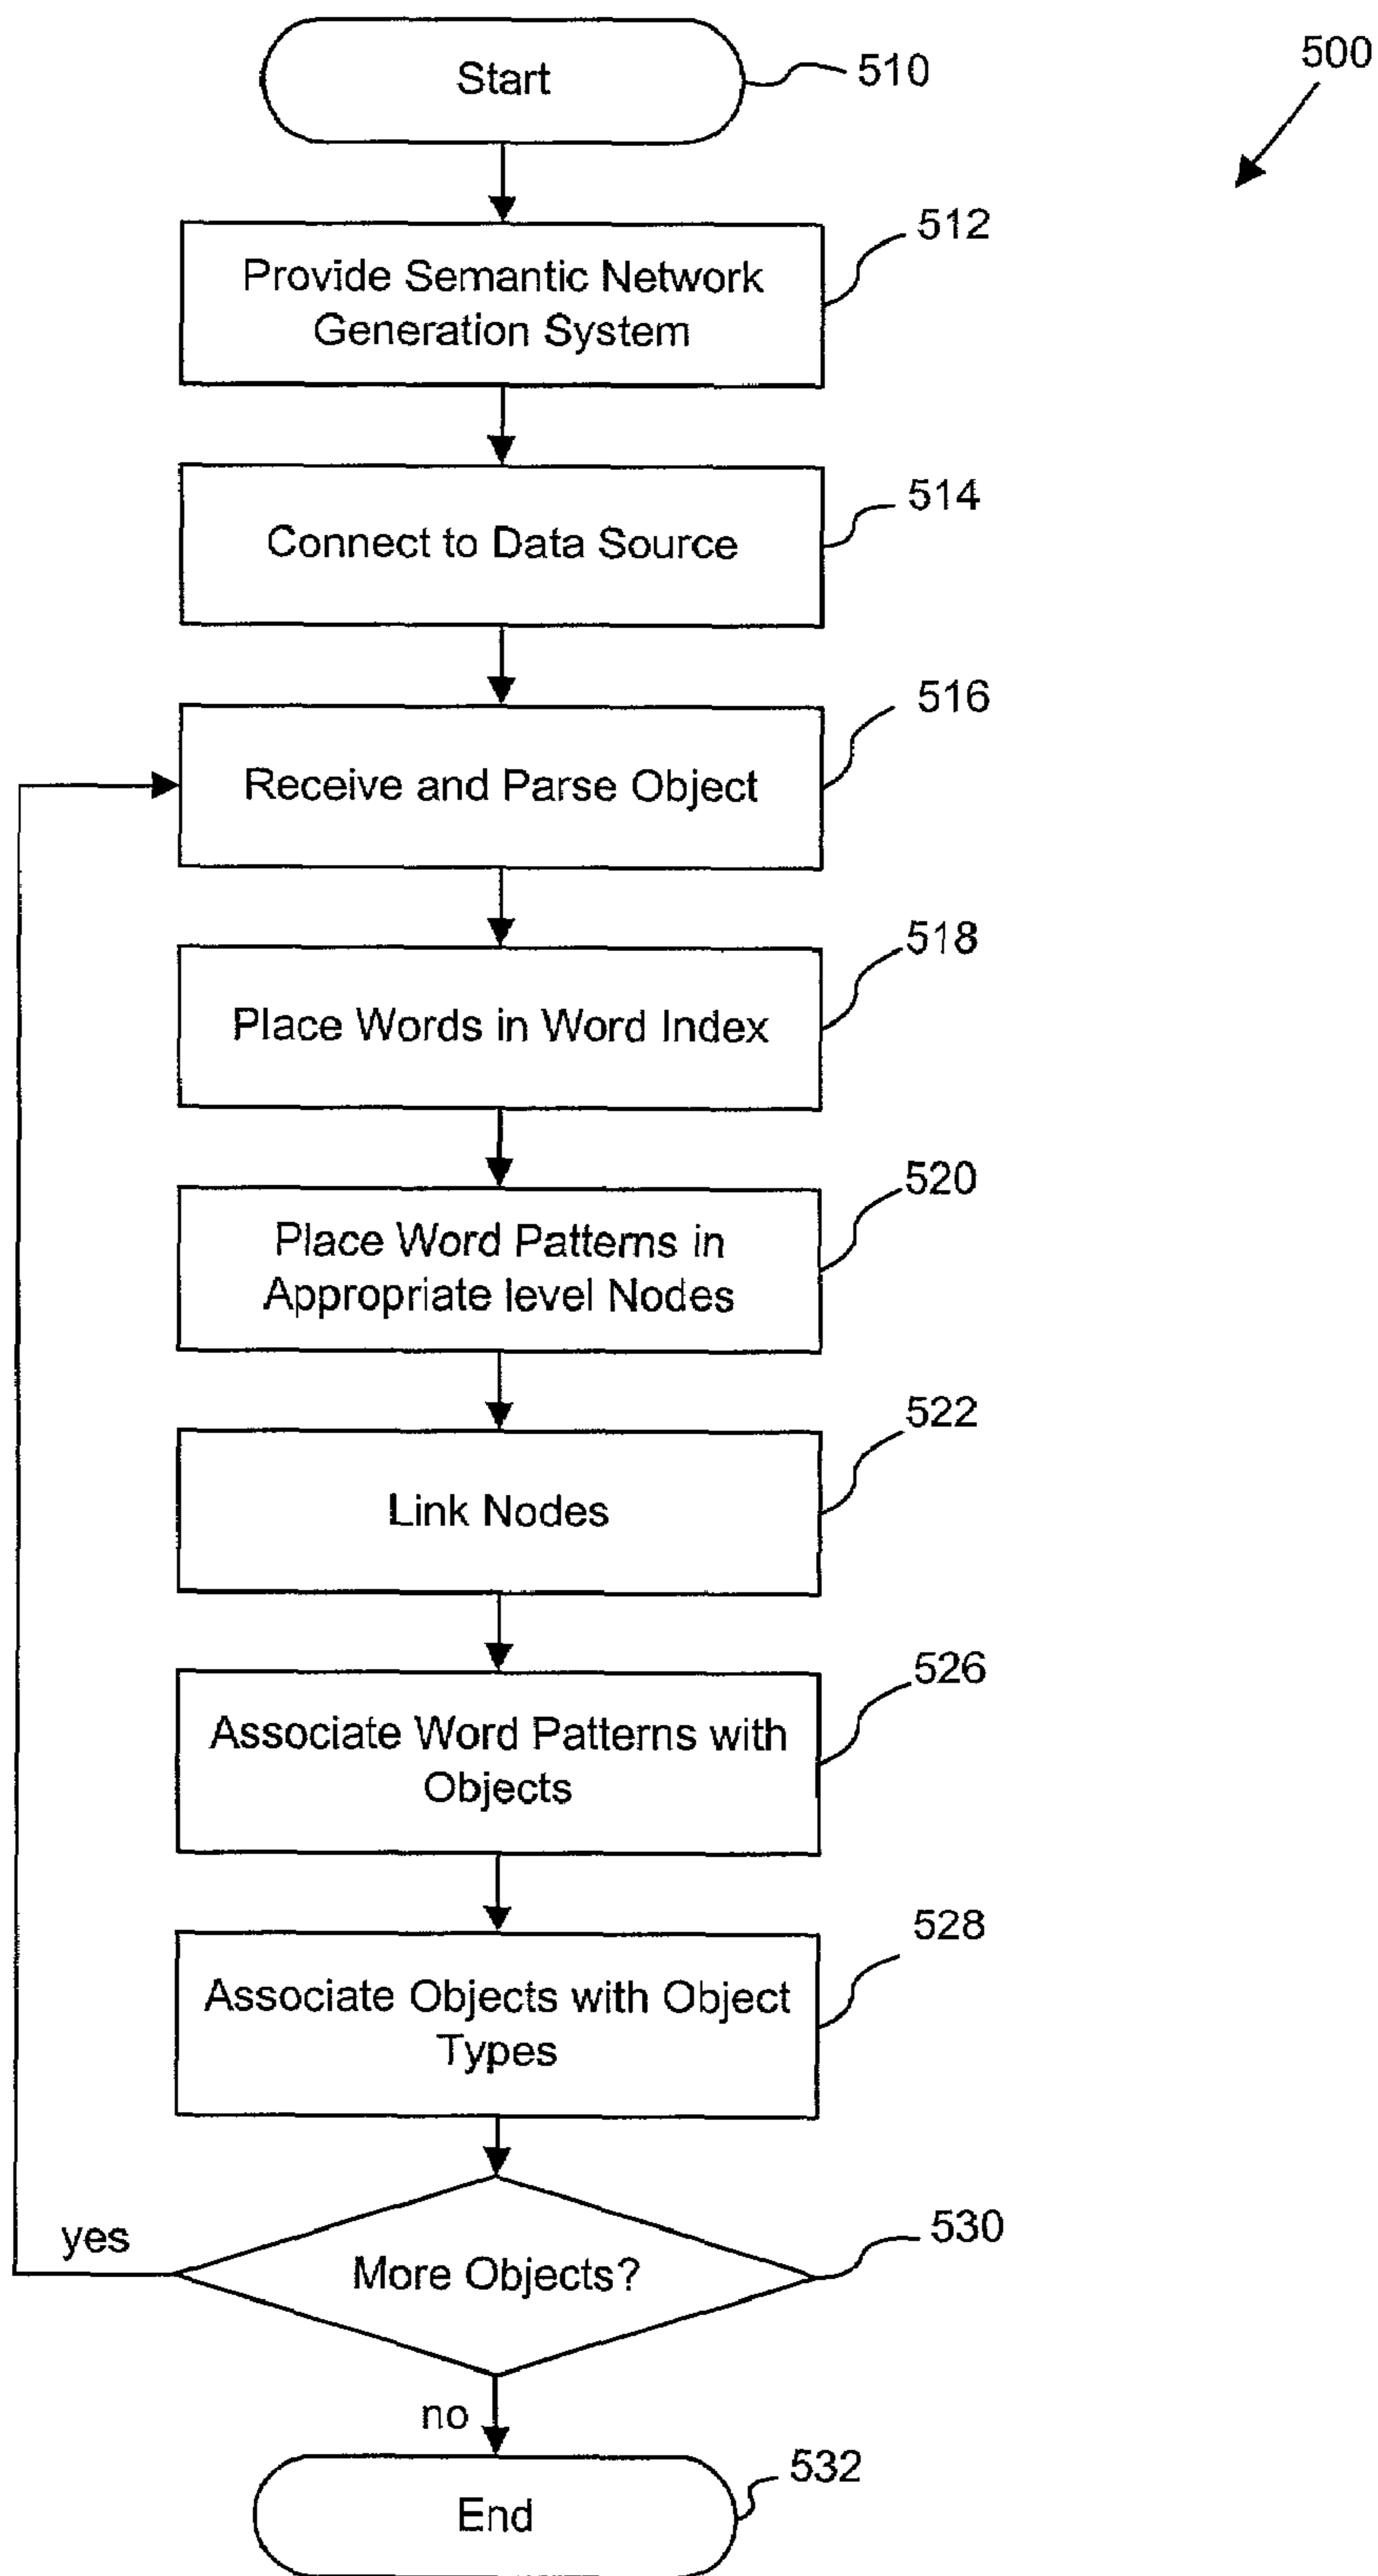 Start
510
500
Provide Semantic Network
Generation System
512
Connect to Data Source
514
Receive and Parse Object
516
Place Words in Word Index
518
Place Word Patterns in
Appropriate level Nodes
520
Link Nodes
522
Associate Word Patterns with
Objects
526
Associate Objects with Object
Types
528
More Objects?
530
yes
no
End
532